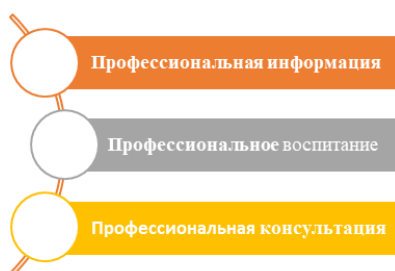 Профессиональная информация
Профессиональное воспитание
Профессиональная консультация